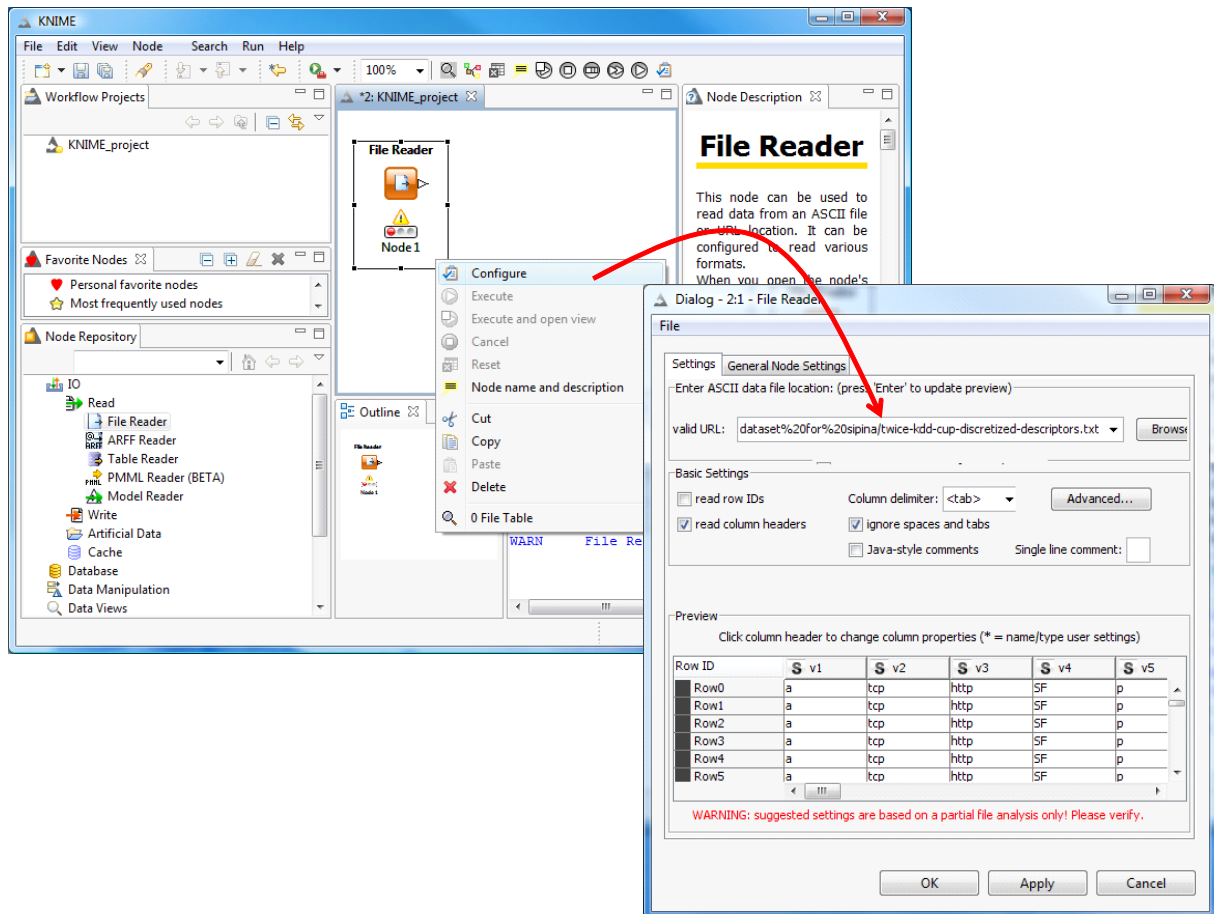 KNIME
File Edit View Node Search Run Help
100%
Workflow Projects
KNIME_project
Favorite Nodes
Personal favorite nodes
Most frequently used nodes
Node Repository
IO
Read
File Reader
ARFF Reader
Table Reader
PMML Reader (BETA)
Model Reader
Write
Artificial Data
Cache
Database
Data Manipulation
Data Views
*2: KNIME_project
File Reader
Node 1
Configure
Execute
Execute and open view
Cancel
Reset
Node name and description
Cut
Copy
Paste
Delete
0 File Table
Outline
File Reader
Node 1
WARN File Re
Node Description
File Reader
This node can be used to
read data from an ASCII file
or URL location. It can be
configured to read various
formats.
When you open the node's
Dialog - 2:1 - File Reader
File
Settings General Node Settings
Enter ASCII data file location: (press 'Enter' to update preview)
valid URL: dataset%20for%20sipina/twice-kdd-cup-discretized-descriptors.txt Browse
Basic Settings
read row IDs Column delimiter: <tab> Advanced...
read column headers ignore spaces and tabs
Java-style comments Single line comment:
Preview
Click column header to change column properties (* = name/type user settings)
Row ID S v1 S v2 S v3 S v4 S v5
Row0 a tcp http SF p
Row1 a tcp http SF p
Row2 a tcp http SF p
Row3 a tcp http SF p
Row4 a tcp http SF p
Row5 a tcp http SF p
WARNING: suggested settings are based on a partial file analysis only! Please verify.
OK Apply Cancel